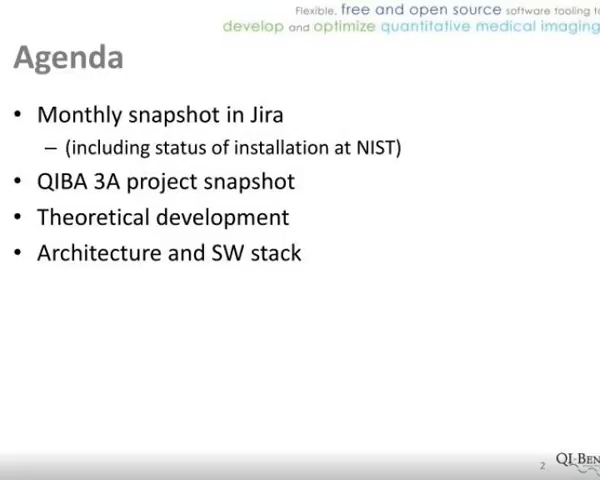 Flexible, free and open source software tooling to
develop and optimize quantitative medical imaging
Agenda
• Monthly snapshot in Jira
– (including status of installation at NIST)
• QIBA 3A project snapshot
• Theoretical development
• Architecture and SW stack
2
QI-BEN